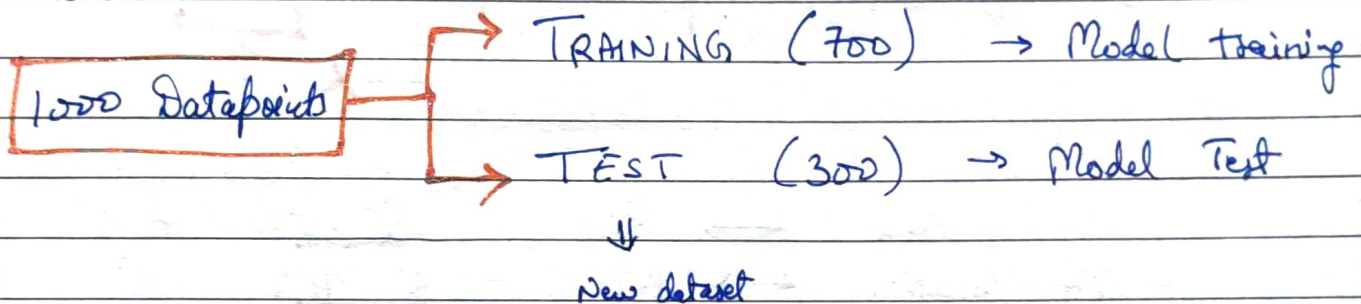 TRAINING (700) → Model training
1000 Datapoints
TEST (300) → Model Test
⇓
New dataset